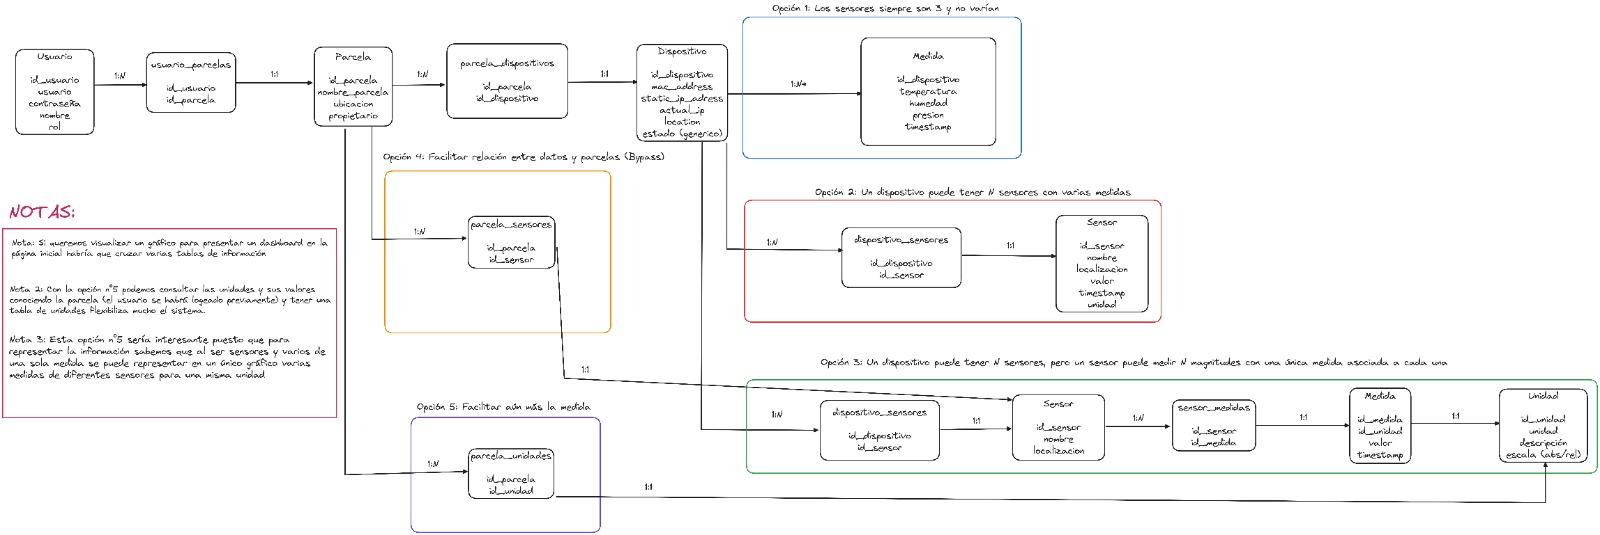 Opción 1: Los sensores siempre son 3 y no varían
Usuario
id_usuario
usuario
contraseña
nombre
rol
1:N
usuario_parcelas
id_usuario
id_parcela
1:1
Parcela
id_parcela
nombre_parcela
ubicacion
propietario
1:N
parcela_dispositivos
id_parcela
id_dispositivo
1:1
Dispositivo
id_dispositivo
mac_address
static_ip_adress
actual_ip
location
estado (generico)
1:N*
Medida
id_dispositivo
temperatura
humedad
presion
timestamp
Opción 4: Facilitar relación entre datos y parcelas (Bypass)
1:N
parcela_sensores
id_parcela
id_sensor
1:1
Opción 2: Un dispositivo puede tener N sensores con varias medidas
1:N
dispositivo_sensores
id_dispositivo
id_sensor
1:1
Sensor
id_sensor
nombre
localizacion
valor
timestamp
unidad
NOTAS:
Nota: Si queremos visualizar un gráfico para presentar un dashboard en la
página inicial habría que cruzar varias tablas de información
Nota 2: Con la opción nº5 podemos consultar las unidades y sus valores
conociendo la parcela (el usuario se habrá logeado previamente) y tener una
tabla de unidades flexibiliza mucho el sistema.
Nota 3: Esta opción nº5 sería interesante puesto que para
representar la información sabemos que al ser sensores y varios de
una sola medida se puede representar en un único gráfico varias
medidas de diferentes sensores para una misma unidad
Opción 3: Un dispositivo puede tener N sensores, pero un sensor puede medir N magnitudes con una única medida asociada a cada una
1:N
dispositivo_sensores
id_dispositivo
id_sensor
1:1
Sensor
id_sensor
nombre
localizacion
1:N
sensor_medidas
id_sensor
id_medida
1:1
Medida
id_medida
id_unidad
valor
timestamp
1:1
Unidad
id_unidad
unidad
descripción
escala (abs/rel)
Opción 5: Facilitar aún más la medida
1:N
parcela_unidades
id_parcela
id_unidad
1:1